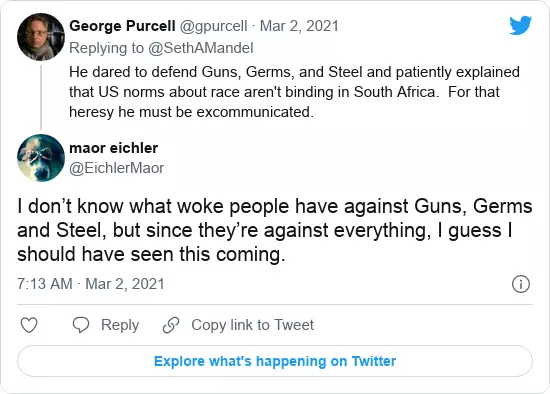 George Purcell @gpurcell · Mar 2, 2021
Replying to @SethAMandel
He dared to defend Guns, Germs, and Steel and patiently explained
that US norms about race aren't binding in South Africa.  For that
heresy he must be excommunicated.
maor eichler
@EichlerMaor
I don’t know what woke people have against Guns, Germs
and Steel, but since they’re against everything, I guess I
should have seen this coming.
7:13 AM · Mar 2, 2021
Reply
Copy link to Tweet
Explore what's happening on Twitter